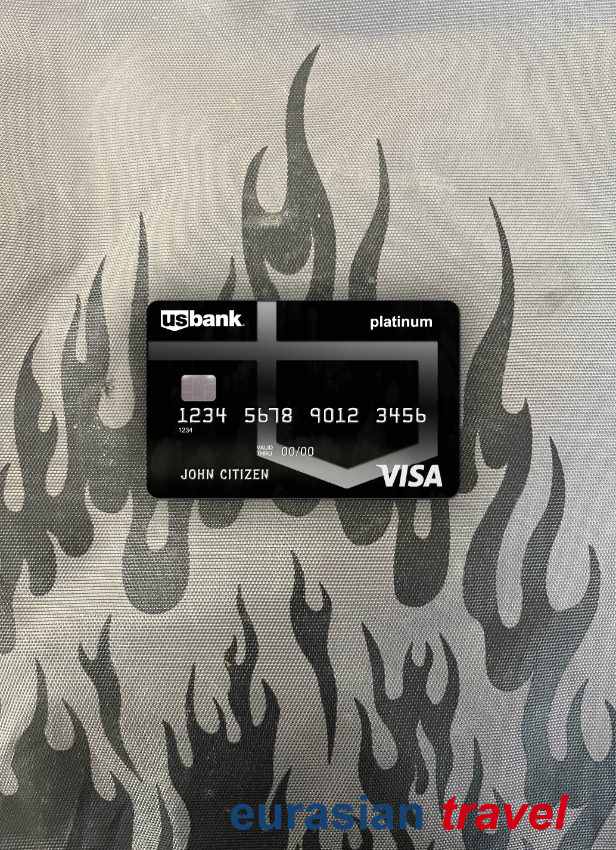 usbank
platinum
1234 5678 9012 3456
1234
VALID THRU 00/00
JOHN CITIZEN
VISA
eurasian travel